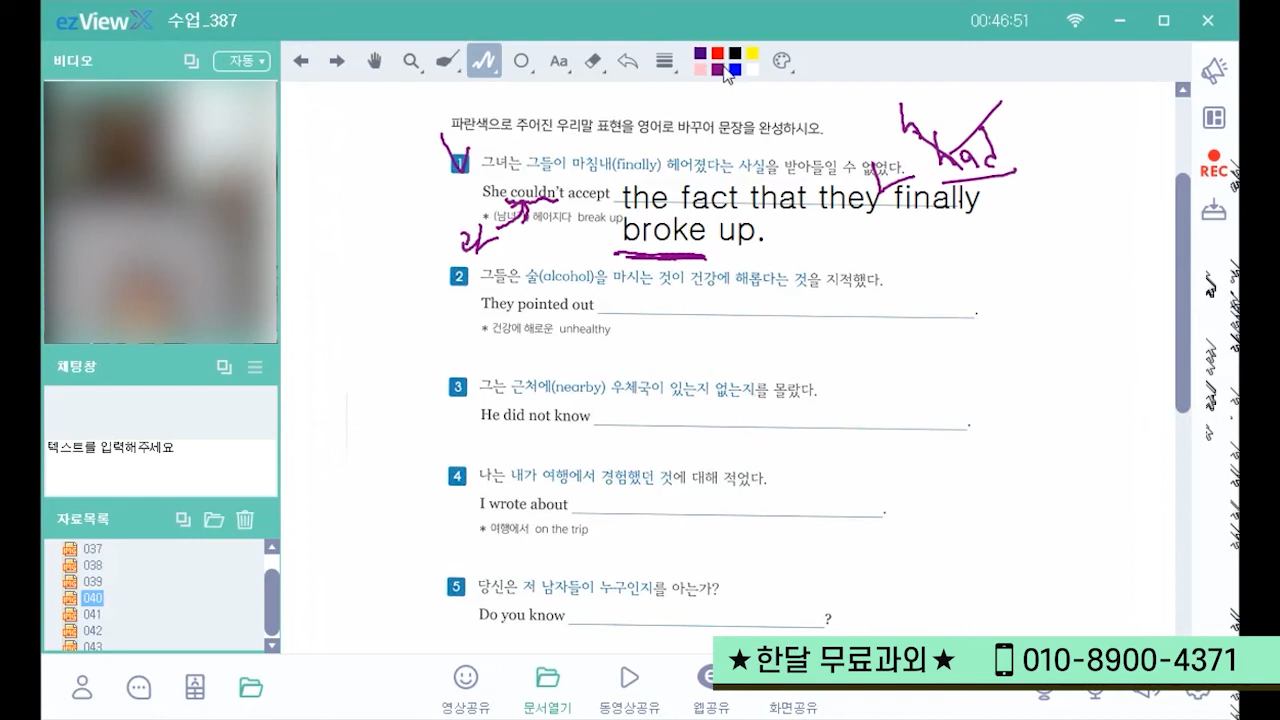 ezViewX 수업_387
00:46:51
비디오
자동
Aa
REC
채팅창
텍스트를 입력해주세요
자료목록
037
038
039
040
041
042
043
파란색으로 주어진 우리말 표현을 영어로 바꾸어 문장을 완성하시오.
1 그녀는 그들이 마침내(finally) 헤어졌다는 사실을 받아들일 수 없었다.
had
She couldn't accept the fact that they finally
broke up.
* (남녀 헤어지다 break up
과
2 그들은 술(alcohol)을 마시는 것이 건강에 해롭다는 것을 지적했다.
They pointed out .
* 건강에 해로운 unhealthy
3 그는 근처에(nearby) 우체국이 있는지 없는지를 몰랐다.
He did not know .
4 나는 내가 여행에서 경험했던 것에 대해 적었다.
I wrote about .
* 여행에서 on the trip
5 당신은 저 남자들이 누구인지를 아는가?
Do you know ?
★한달 무료과외★ 010-8900-4371
영상공유
문서열기
동영상공유
웹공유
화면공유